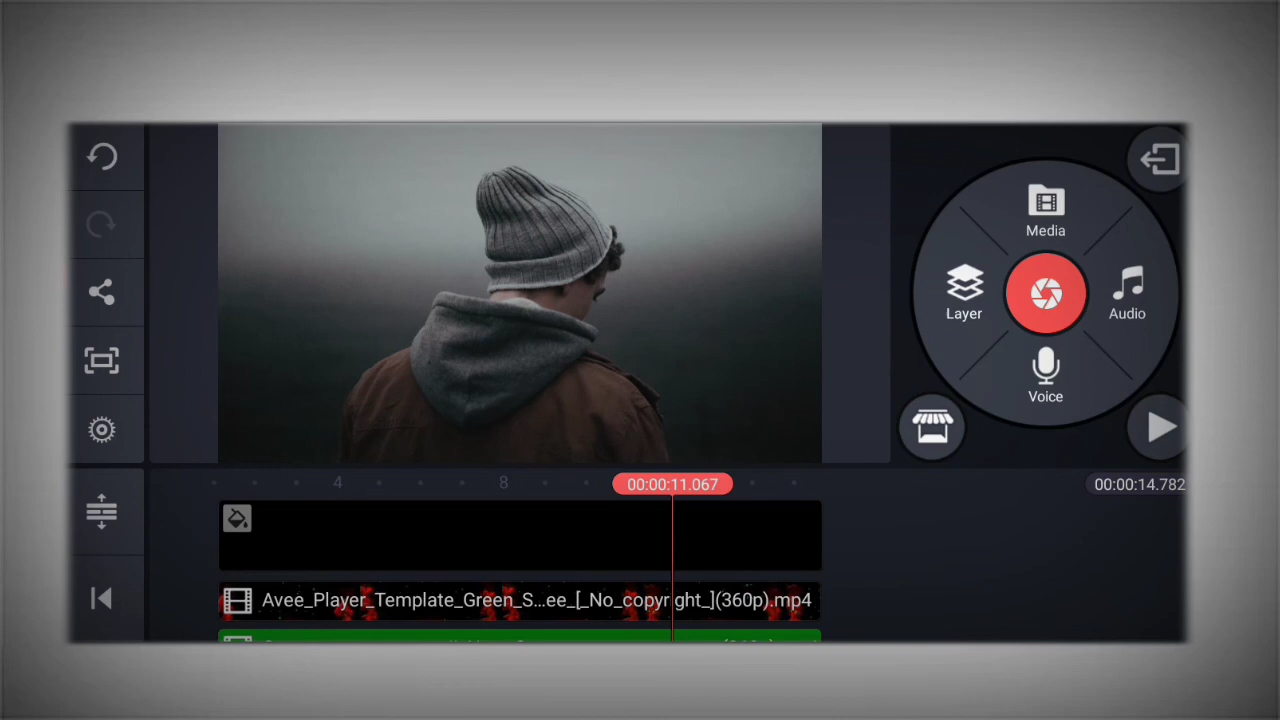 Media
Layer
Audio
Voice
4
8
00:00:11.067
00:00:14.782
Avee_Player_Template_Green_S...ee_[_No_copyright_](360p).mp4